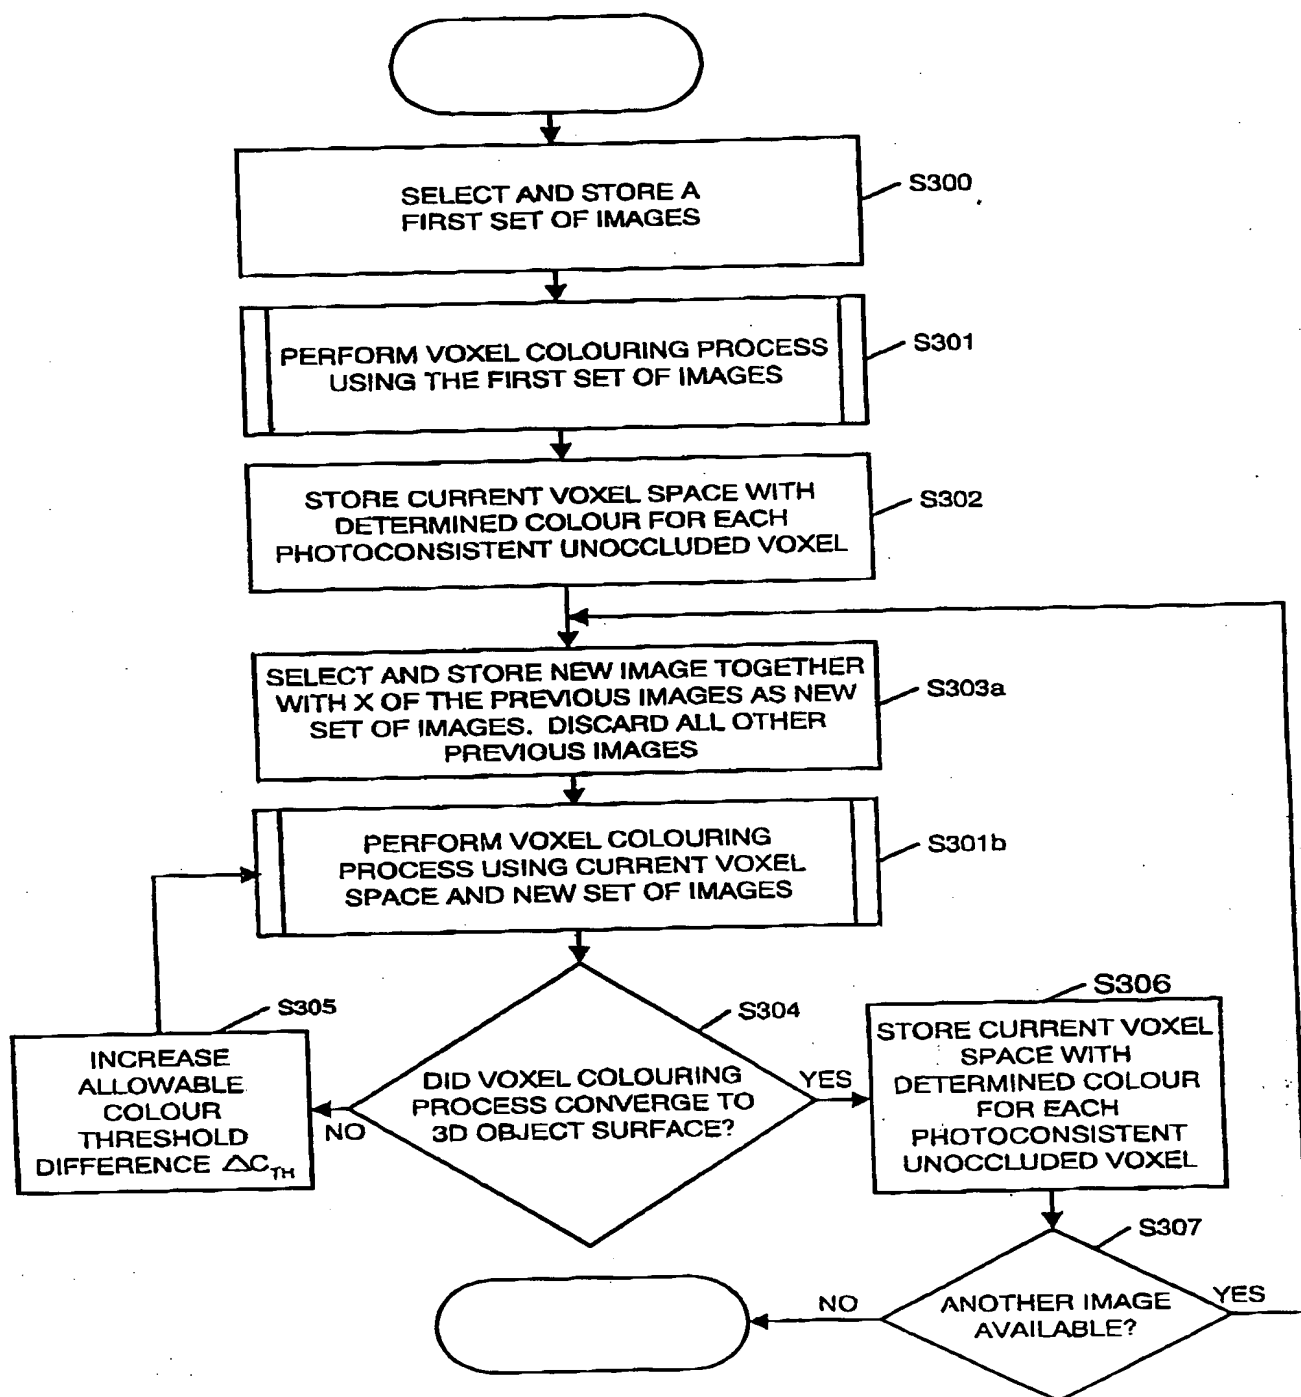 SELECT AND STORE A
FIRST SET OF IMAGES
S300
PERFORM VOXEL COLOURING PROCESS
USING THE FIRST SET OF IMAGES
S301
STORE CURRENT VOXEL SPACE WITH
DETERMINED COLOUR FOR EACH
PHOTOCONSISTENT UNOCCLUDED VOXEL
S302
SELECT AND STORE NEW IMAGE TOGETHER
WITH X OF THE PREVIOUS IMAGES AS NEW
SET OF IMAGES. DISCARD ALL OTHER
PREVIOUS IMAGES
S303a
PERFORM VOXEL COLOURING
PROCESS USING CURRENT VOXEL
SPACE AND NEW SET OF IMAGES
S301b
S305
INCREASE
ALLOWABLE
COLOUR
THRESHOLD
DIFFERENCE ΔC_TH
NO
S304
DID VOXEL COLOURING
PROCESS CONVERGE TO
3D OBJECT SURFACE?
YES
S306
STORE CURRENT VOXEL
SPACE WITH
DETERMINED COLOUR
FOR EACH
PHOTOCONSISTENT
UNOCCLUDED VOXEL
S307
NO
ANOTHER IMAGE
AVAILABLE?
YES